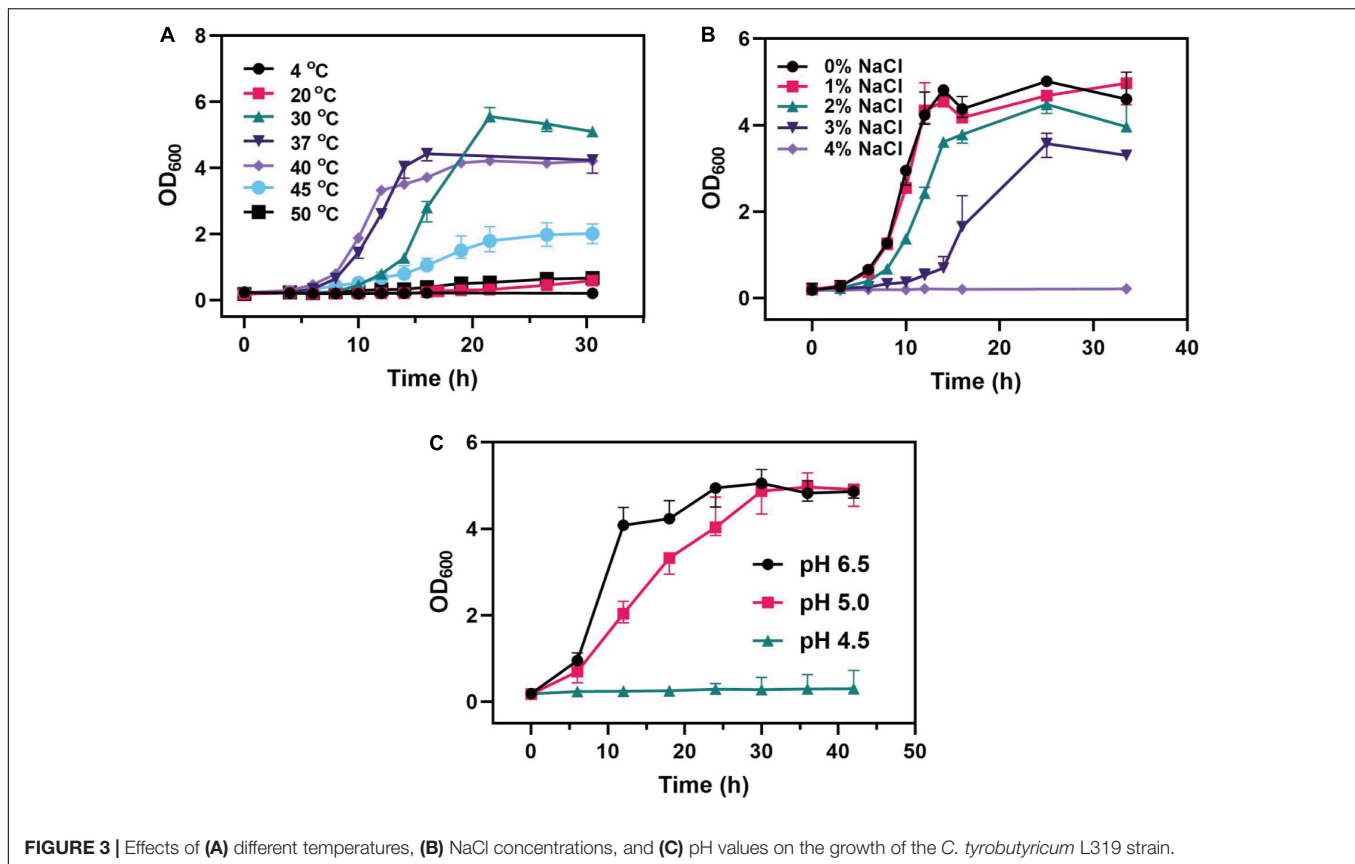 A
8
6
4
2
0
OD600
4 °C
20 °C
30 °C
37 °C
40 °C
45 °C
50 °C
0
10
20
30
Time (h)
B
6
4
2
0
OD600
0% NaCl
1% NaCl
2% NaCl
3% NaCl
4% NaCl
0
10
20
30
40
Time (h)
C
6
4
2
0
OD600
pH 6.5
pH 5.0
pH 4.5
0
10
20
30
40
50
Time (h)
FIGURE 3 | Effects of (A) different temperatures, (B) NaCl concentrations, and (C) pH values on the growth of the C. tyrobutyricum L319 strain.